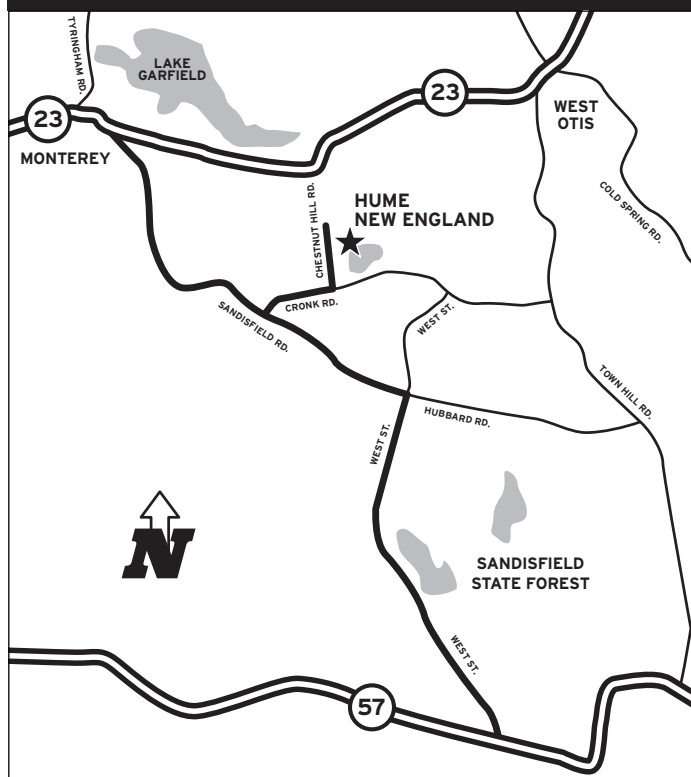 TYRINGHAM RD.
LAKE
GARFIELD
23
23
MONTEREY
WEST
OTIS
COLD SPRING RD.
CHESTNUT HILL RD.
HUME
NEW ENGLAND
CRONK RD.
SANDISFIELD RD.
WEST ST.
TOWN HILL RD.
HUBBARD RD.
WEST ST.
N
SANDISFIELD
STATE FOREST
WEST ST.
57